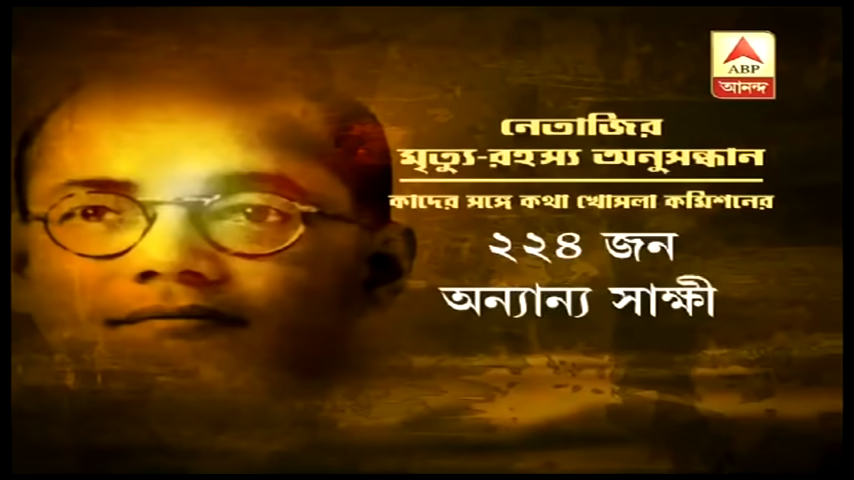 ABP
আনন্দ
নেতাজির
মৃত্যু-রহস্য অনুসন্ধান
কাদের সঙ্গে কথা খোসলা কমিশনের
২২৪ জন
অন্যান্য সাক্ষী